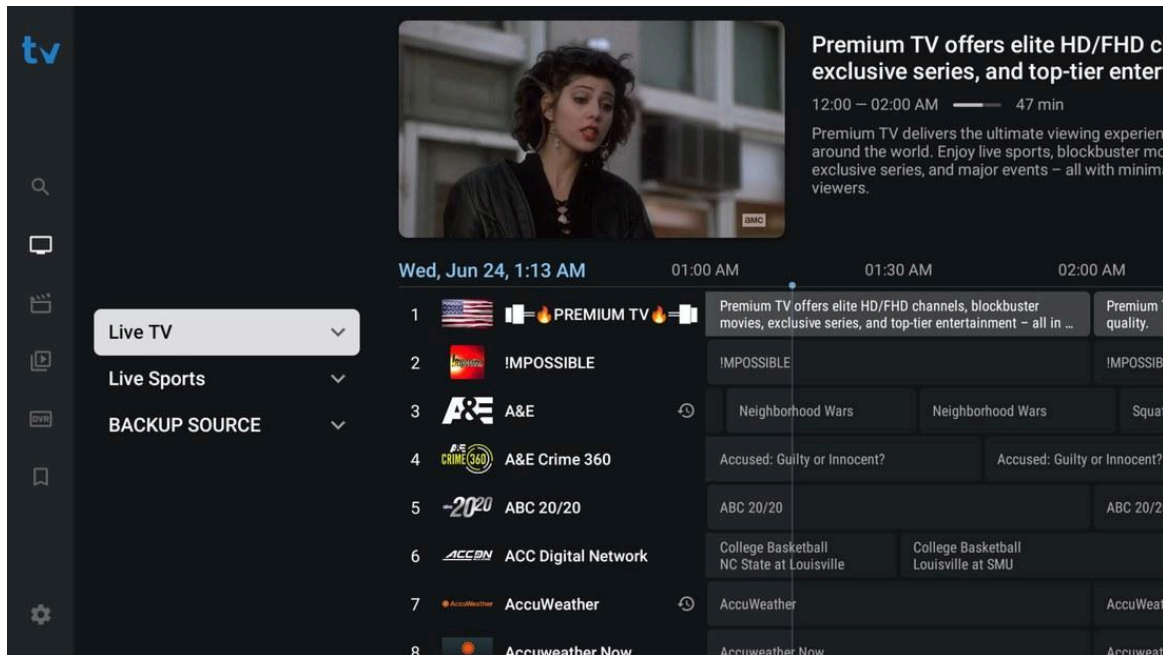 tv
Premium TV offers elite HD/FHD c
exclusive series, and top-tier enter
12:00 — 02:00 AM 47 min
Premium TV delivers the ultimate viewing experien
around the world. Enjoy live sports, blockbuster mo
exclusive series, and major events – all with minima
viewers.
amc
Wed, Jun 24, 1:13 AM 01:00 AM 01:30 AM 02:00 AM
Live TV
Live Sports
BACKUP SOURCE
DVR
1 PREMIUM TV
Premium TV offers elite HD/FHD channels, blockbuster
movies, exclusive series, and top-tier entertainment – all in ...
Premium
quality.
2 !MPOSSIBLE !MPOSSIBLE !MPOSSIB
3 A&E A&E Neighborhood Wars Neighborhood Wars Squa
4 A&E CRIME 360 A&E Crime 360 Accused: Guilty or Innocent? Accused: Guilty or Innocent?
5 2020 ABC 20/20 ABC 20/20 ABC 20/2
6 ACCDN ACC Digital Network
College Basketball
NC State at Louisville
College Basketball
Louisville at SMU
7 AccuWeather AccuWeather AccuWeather AccuWeat
8 Accuweather Now Accuweather Now Accuweat